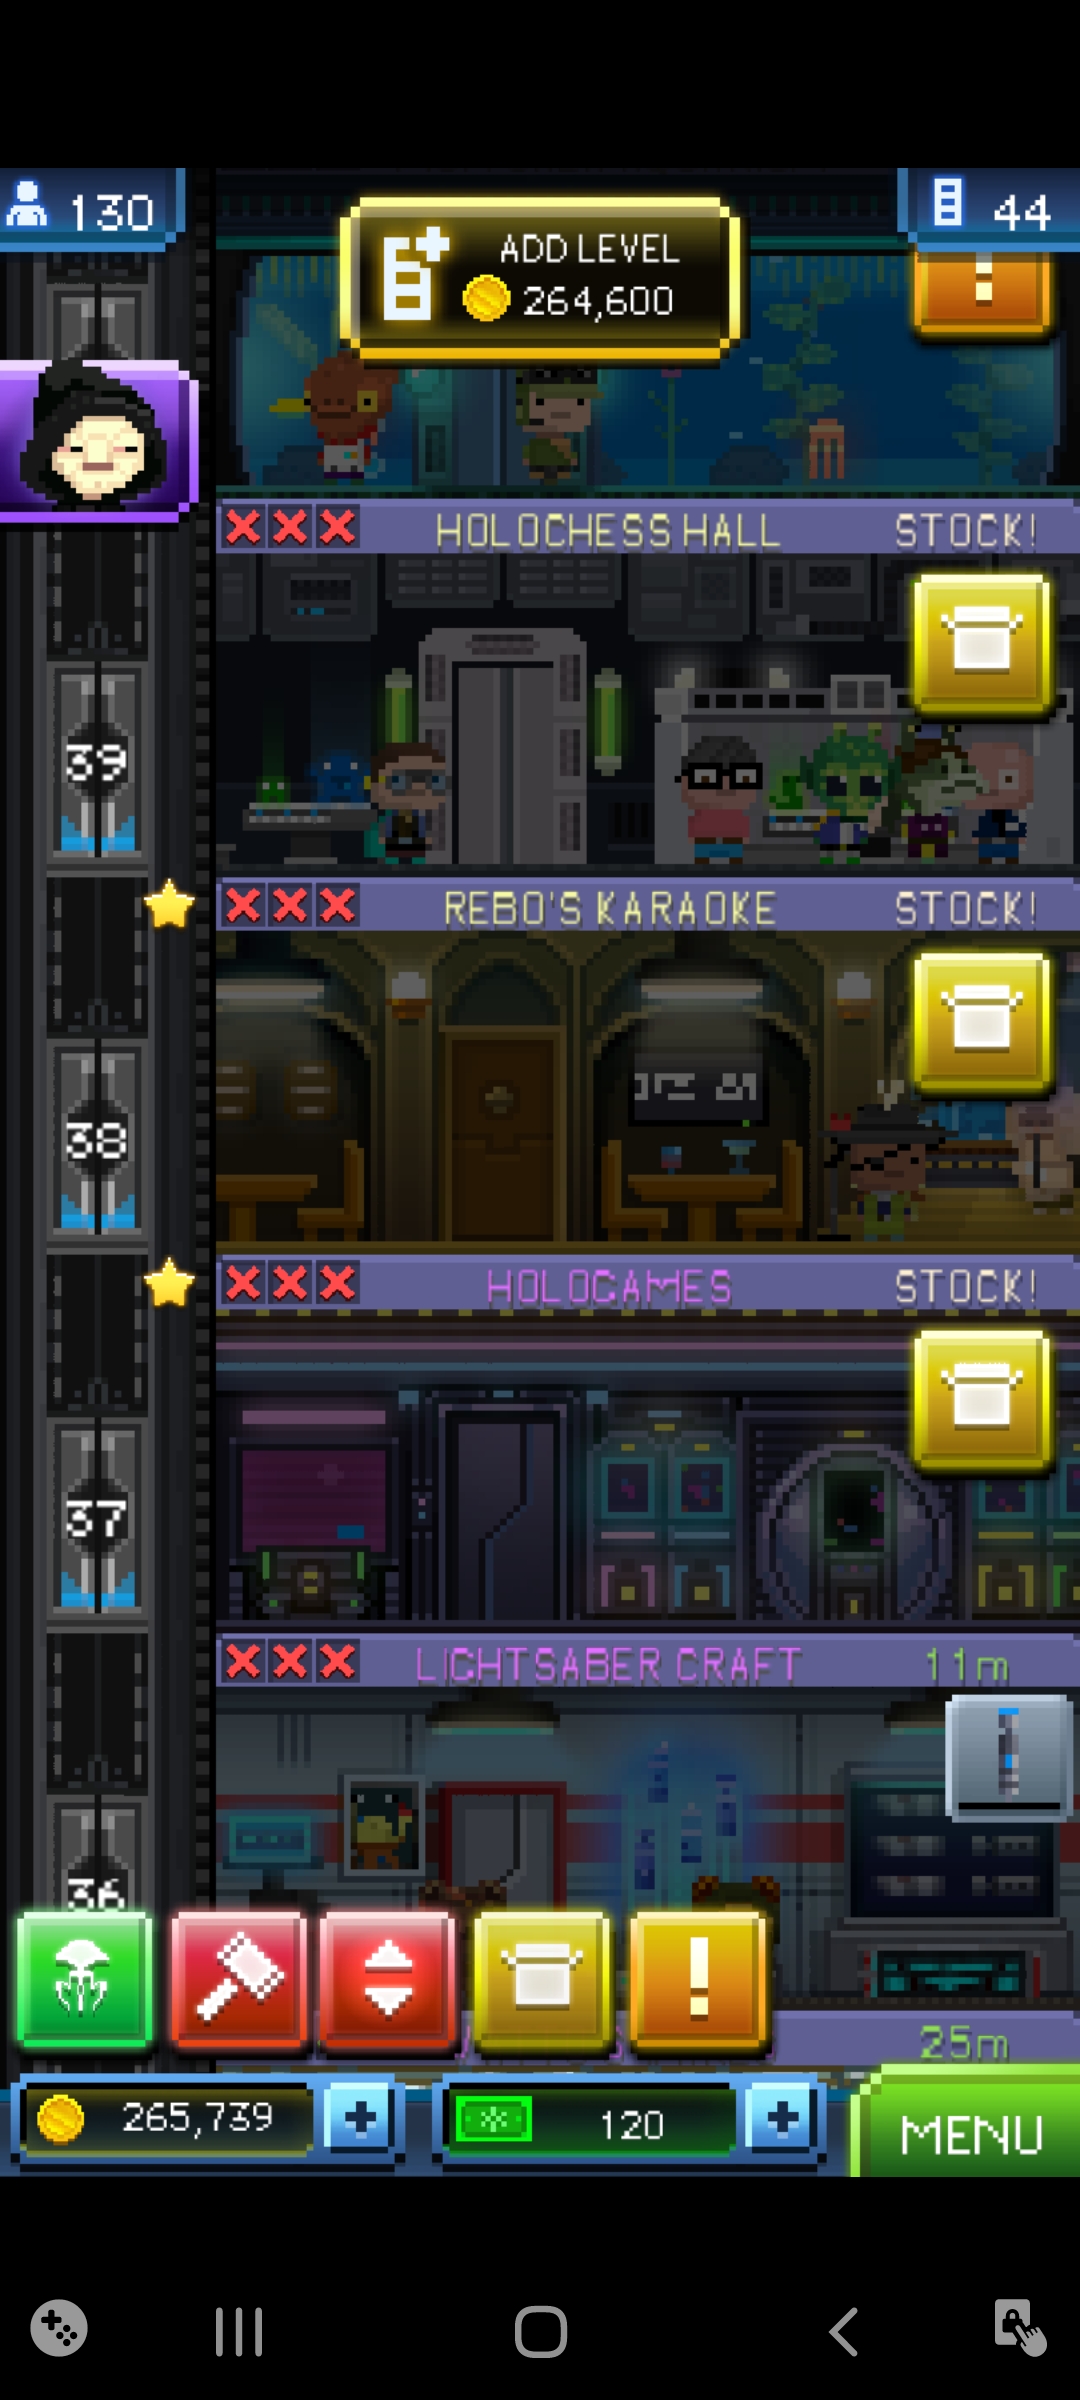 130
ADD LEVEL
264,600
44
HOLOCHESS HALL STOCK!
39
REBO'S KARAOKE STOCK!
38
HOLOGAMES STOCK!
37
LIGHTSABER CRAFT 11m
36
25m
265,739
120
MENU